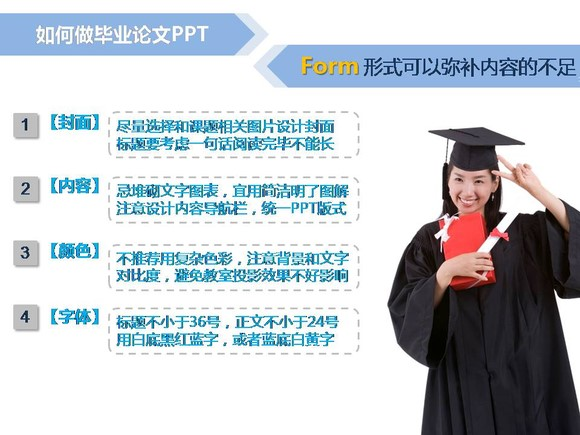 如何做毕业论文PPT
Form 形式可以弥补内容的不足
1 【封面】
尽量选择和课题相关图片设计封面
标题要考虑一句话阅读完毕不能长
2 【内容】
忌堆砌文字图表，宜用简洁明了图解
注意设计内容导航栏，统一PPT版式
3 【颜色】
不推荐用复杂色彩，注意背景和文字
对比度，避免教室投影效果不好影响
4 【字体】
标题不小于36号，正文不小于24号
用白底黑红蓝字，或者蓝底白黄字